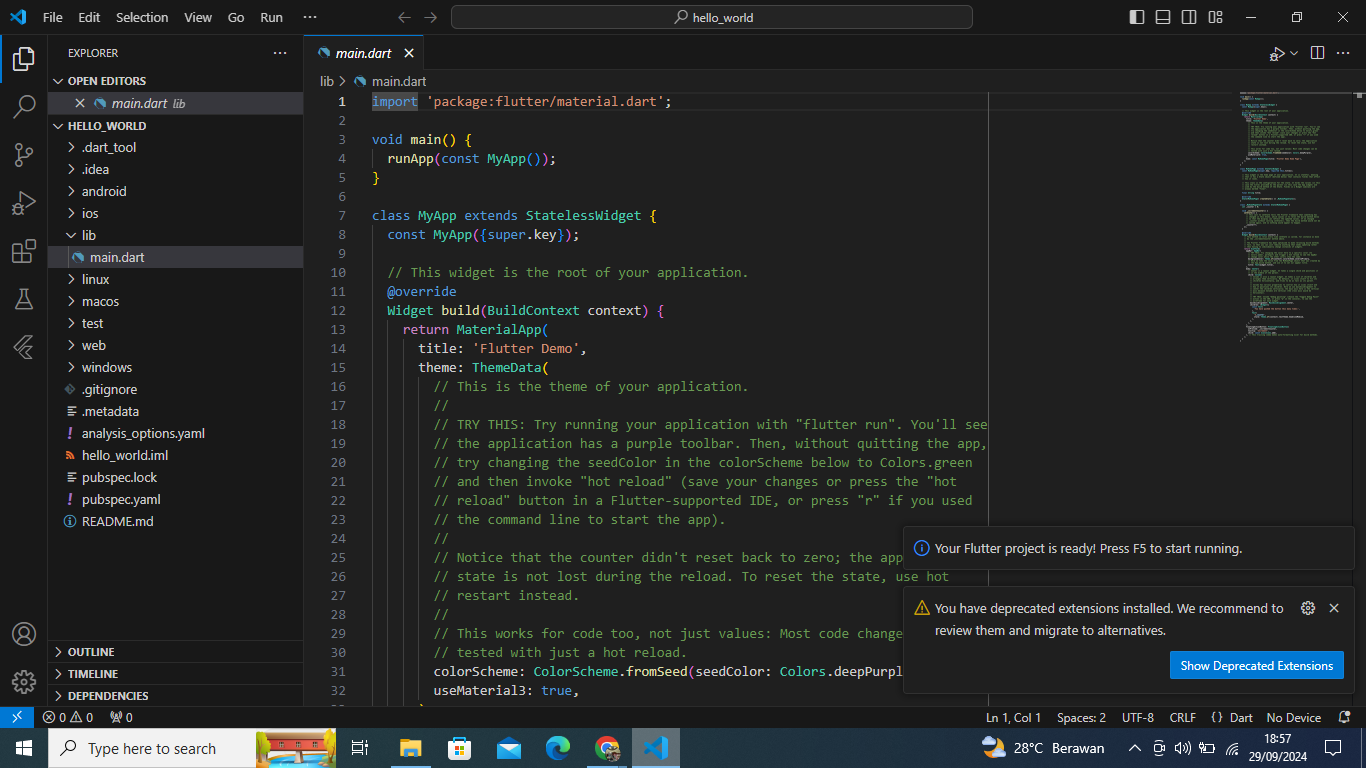 File Edit Selection View Go Run ···
hello_world
EXPLORER
OPEN EDITORS
main.dart lib
HELLO_WORLD
.dart_tool
.idea
android
ios
lib
main.dart
linux
macos
test
web
windows
.gitignore
.metadata
analysis_options.yaml
hello_world.iml
pubspec.lock
pubspec.yaml
README.md
OUTLINE
TIMELINE
DEPENDENCIES
main.dart
lib > main.dart
1 import 'package:flutter/material.dart';
2
3 void main() {
4 runApp(const MyApp());
5 }
6
7 class MyApp extends StatelessWidget {
8 const MyApp({super.key});
9
10 // This widget is the root of your application.
11 @override
12 Widget build(BuildContext context) {
13 return MaterialApp(
14 title: 'Flutter Demo',
15 theme: ThemeData(
16 // This is the theme of your application.
17 //
18 // TRY THIS: Try running your application with "flutter run". You'll see
19 // the application has a purple toolbar. Then, without quitting the app,
20 // try changing the seedColor in the colorScheme below to Colors.green
21 // and then invoke "hot reload" (save your changes or press the "hot
22 // reload" button in a Flutter-supported IDE, or press "r" if you used
23 // the command line to start the app).
24 //
25 // Notice that the counter didn't reset back to zero; the app
26 // state is not lost during the reload. To reset the state, use hot
27 // restart instead.
28 //
29 // This works for code too, not just values: Most code change
30 // tested with just a hot reload.
31 colorScheme: ColorScheme.fromSeed(seedColor: Colors.deepPurpl
32 useMaterial3: true,
Your Flutter project is ready! Press F5 to start running.
You have deprecated extensions installed. We recommend to
review them and migrate to alternatives.
Show Deprecated Extensions
0 0 0
Ln 1, Col 1 Spaces: 2 UTF-8 CRLF {} Dart No Device
Type here to search
28°C Berawan
18:57
29/09/2024